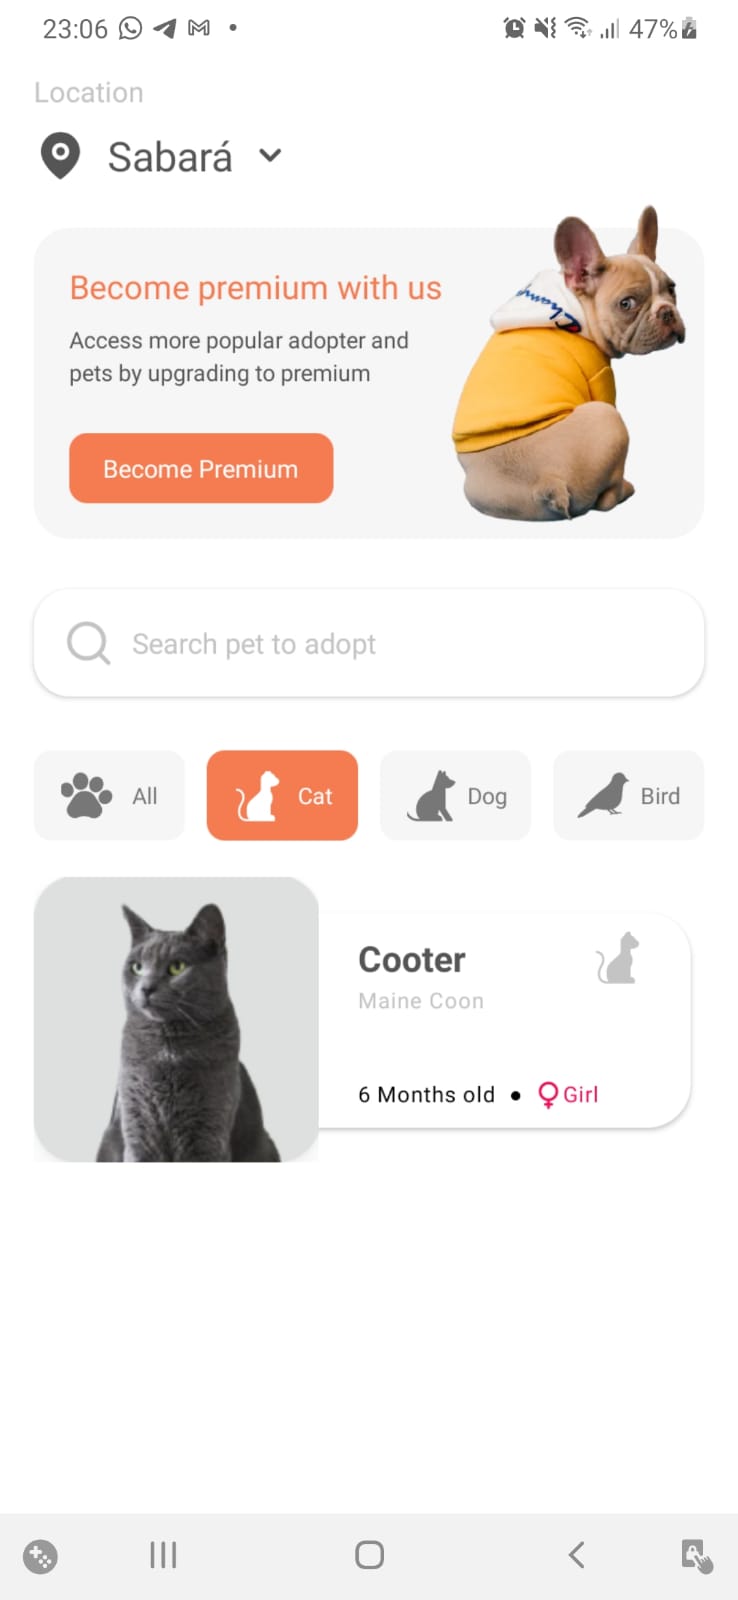 23:06 47%
Location
Sabará
Become premium with us
Access more popular adopter and
pets by upgrading to premium
Become Premium
Search pet to adopt
All Cat Dog Bird
Cooter
Maine Coon
6 Months old • Girl